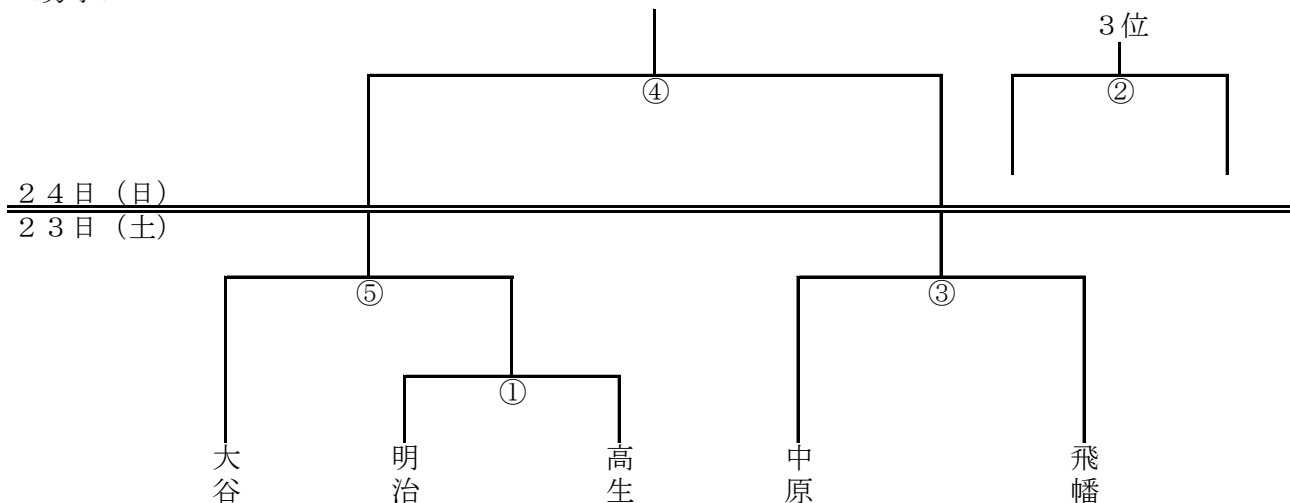 3位
④
②
24日（日）
23日（土）
⑤
③
①
大谷
明治
高生
中原
飛幡